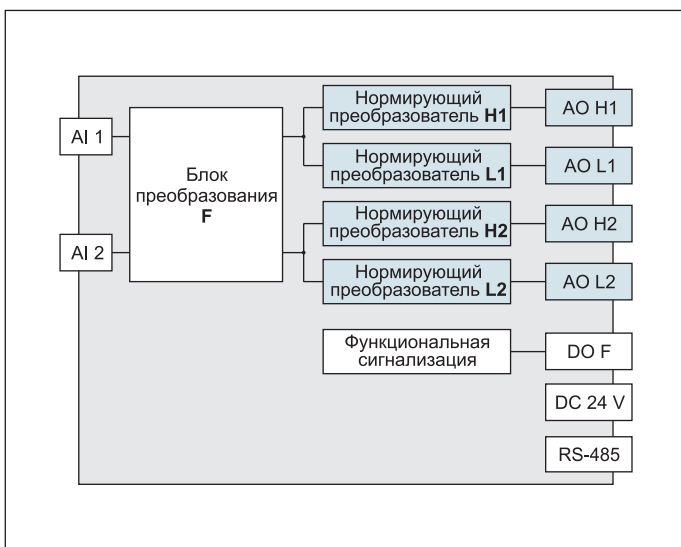 AI 1
AI 2
Блок
преобразования
F
Нормирующий
преобразователь H1
Нормирующий
преобразователь L1
Нормирующий
преобразователь H2
Нормирующий
преобразователь L2
Функциональная
сигнализация
AO H1
AO L1
AO H2
AO L2
DO F
DC 24 V
RS-485